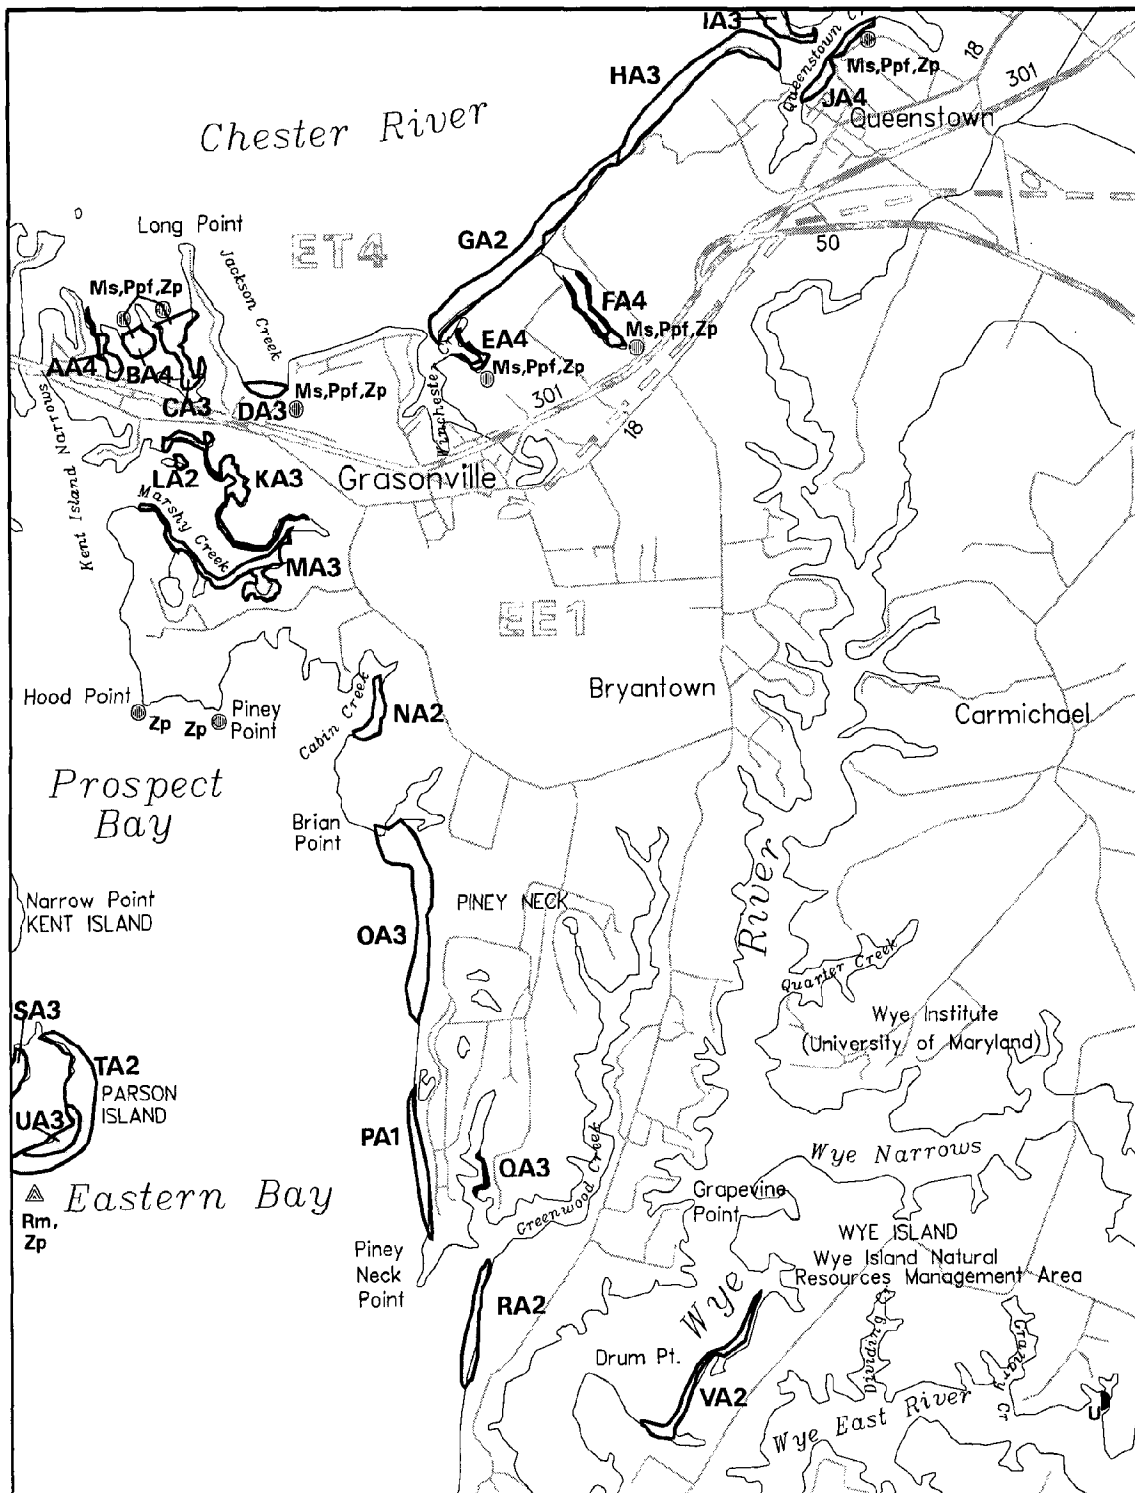 IA3
Queenstown C
18
301
Ms,Ppf,Zp
HA3
JA4
Queenstown
Chester River
Long Point
Jackson Creek
ET4
GA2
50
Ms,Ppf,Zp
FA4
Ms,Ppf,Zp
EA4
Ms,Ppf,Zp
AA4
BA4
CA3
DA3
Ms,Ppf,Zp
Winchester
301
18
Kent Island Narrows
LA2
KA3
Grasonville
Marshy Creek
MA3
EE1
Hood Point
Zp
Zp
Piney
Point
Cabin Creek
NA2
Bryantown
Carmichael
Prospect
Bay
Brian
Point
River
Narrow Point
KENT ISLAND
PINEY NECK
OA3
Quarter Creek
SA3
TA2
PARSON
ISLAND
UA3
Wye Institute
(University of Maryland)
PA1
QA3
Greenwood Creek
Wye Narrows
Eastern Bay
Rm,
Zp
Grapevine
Point
WYE ISLAND
Wye Island Natural
Resources Management Area
Piney
Neck
Point
RA2
Wye
Drum Pt.
VA2
Dividing
Granary Cr
Wye East River
U